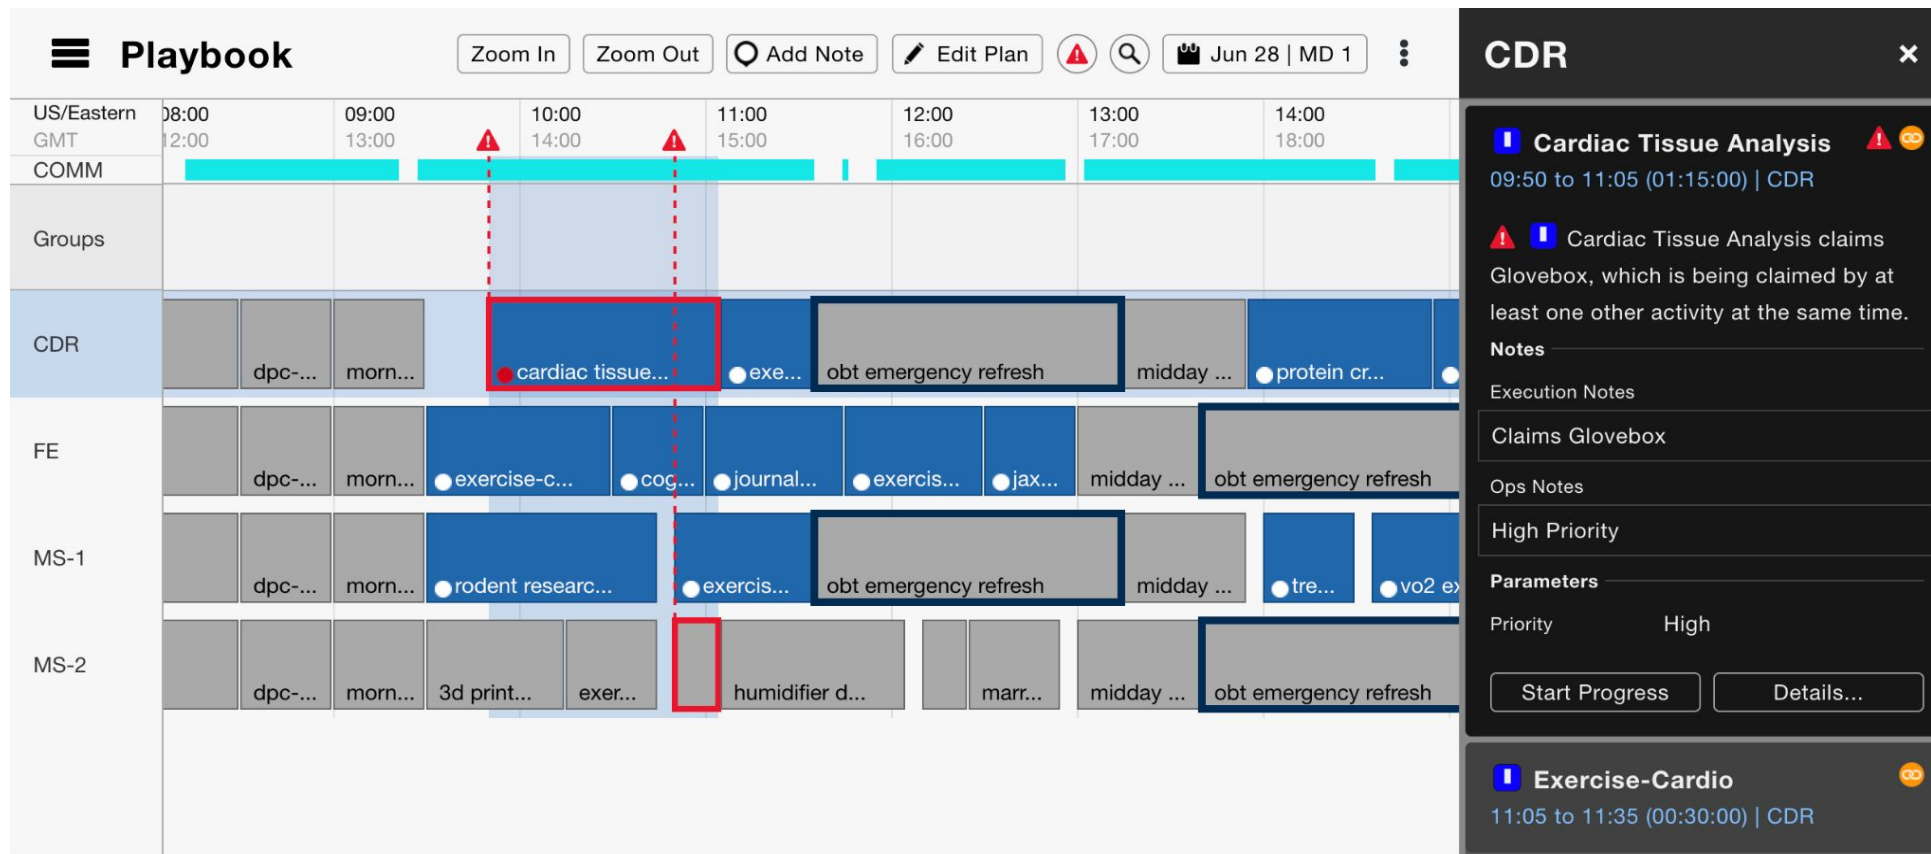 Playbook
Zoom In
Zoom Out
Add Note
Edit Plan
Jun 28 | MD 1
US/Eastern 08:00 09:00 10:00 11:00 12:00 13:00 14:00
GMT 12:00 13:00 14:00 15:00 16:00 17:00 18:00
COMM
Groups
CDR
dpc-... morn... cardiac tissue... exe... obt emergency refresh midday ... protein cr...
FE
dpc-... morn... exercise-c... cog... journal... exercis... jax... midday ... obt emergency refresh
MS-1
dpc-... morn... rodent researc... exercis... obt emergency refresh midday ... tre... vo2 ex
MS-2
dpc-... morn... 3d print... exer... humidifier d... marr... midday ... obt emergency refresh
CDR
Cardiac Tissue Analysis
09:50 to 11:05 (01:15:00) | CDR
Cardiac Tissue Analysis claims
Glovebox, which is being claimed by at
least one other activity at the same time.
Notes
Execution Notes
Claims Glovebox
Ops Notes
High Priority
Parameters
Priority High
Start Progress
Details...
Exercise-Cardio
11:05 to 11:35 (00:30:00) | CDR